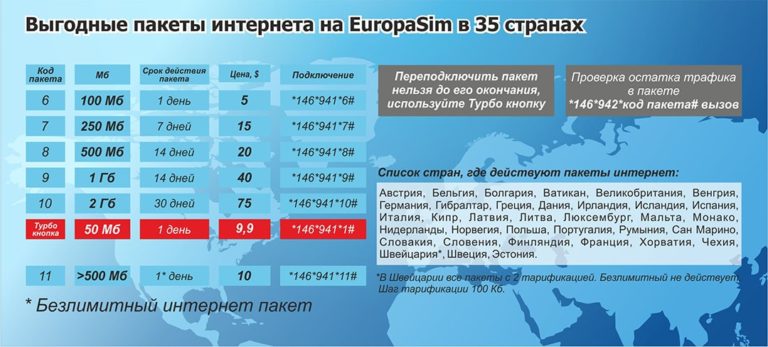 Выгодные пакеты интернета на EuropaSim в 35 странах
Код пакета Мб Срок действия пакета Цена, $ Подключение
6 100 Мб 1 день 5 *146*941*6#
7 250 Мб 7 дней 15 *146*941*7#
8 500 Мб 14 дней 20 *146*941*8#
9 1 Гб 14 дней 40 *146*941*9#
10 2 Гб 30 дней 75 *146*941*10#
Турбо кнопка 50 Мб 1 день 9,9 *146*941*1#
11 >500 Мб 1* день 10 *146*941*11#
* Безлимитный интернет пакет
Переподключить пакет
нельзя до его окончания,
используйте Турбо кнопку
Проверка остатка трафика
в пакете
*146*942*код пакета# вызов
Список стран, где действуют пакеты интернет:
Австрия, Бельгия, Болгария, Ватикан, Великобритания, Венгрия,
Германия, Гибралтар, Греция, Дания, Ирландия, Исландия, Испания,
Италия, Кипр, Латвия, Литва, Люксембург, Мальта, Монако,
Нидерланды, Норвегия, Польша, Португалия, Румыния, Сан Марино,
Словакия, Словения, Финляндия, Франция, Хорватия, Чехия,
Швейцария*, Швеция, Эстония.
*В Швейцарии все пакеты с 2 тарификацией. Безлимитный не действует.
Шаг тарификации 100 Кб.